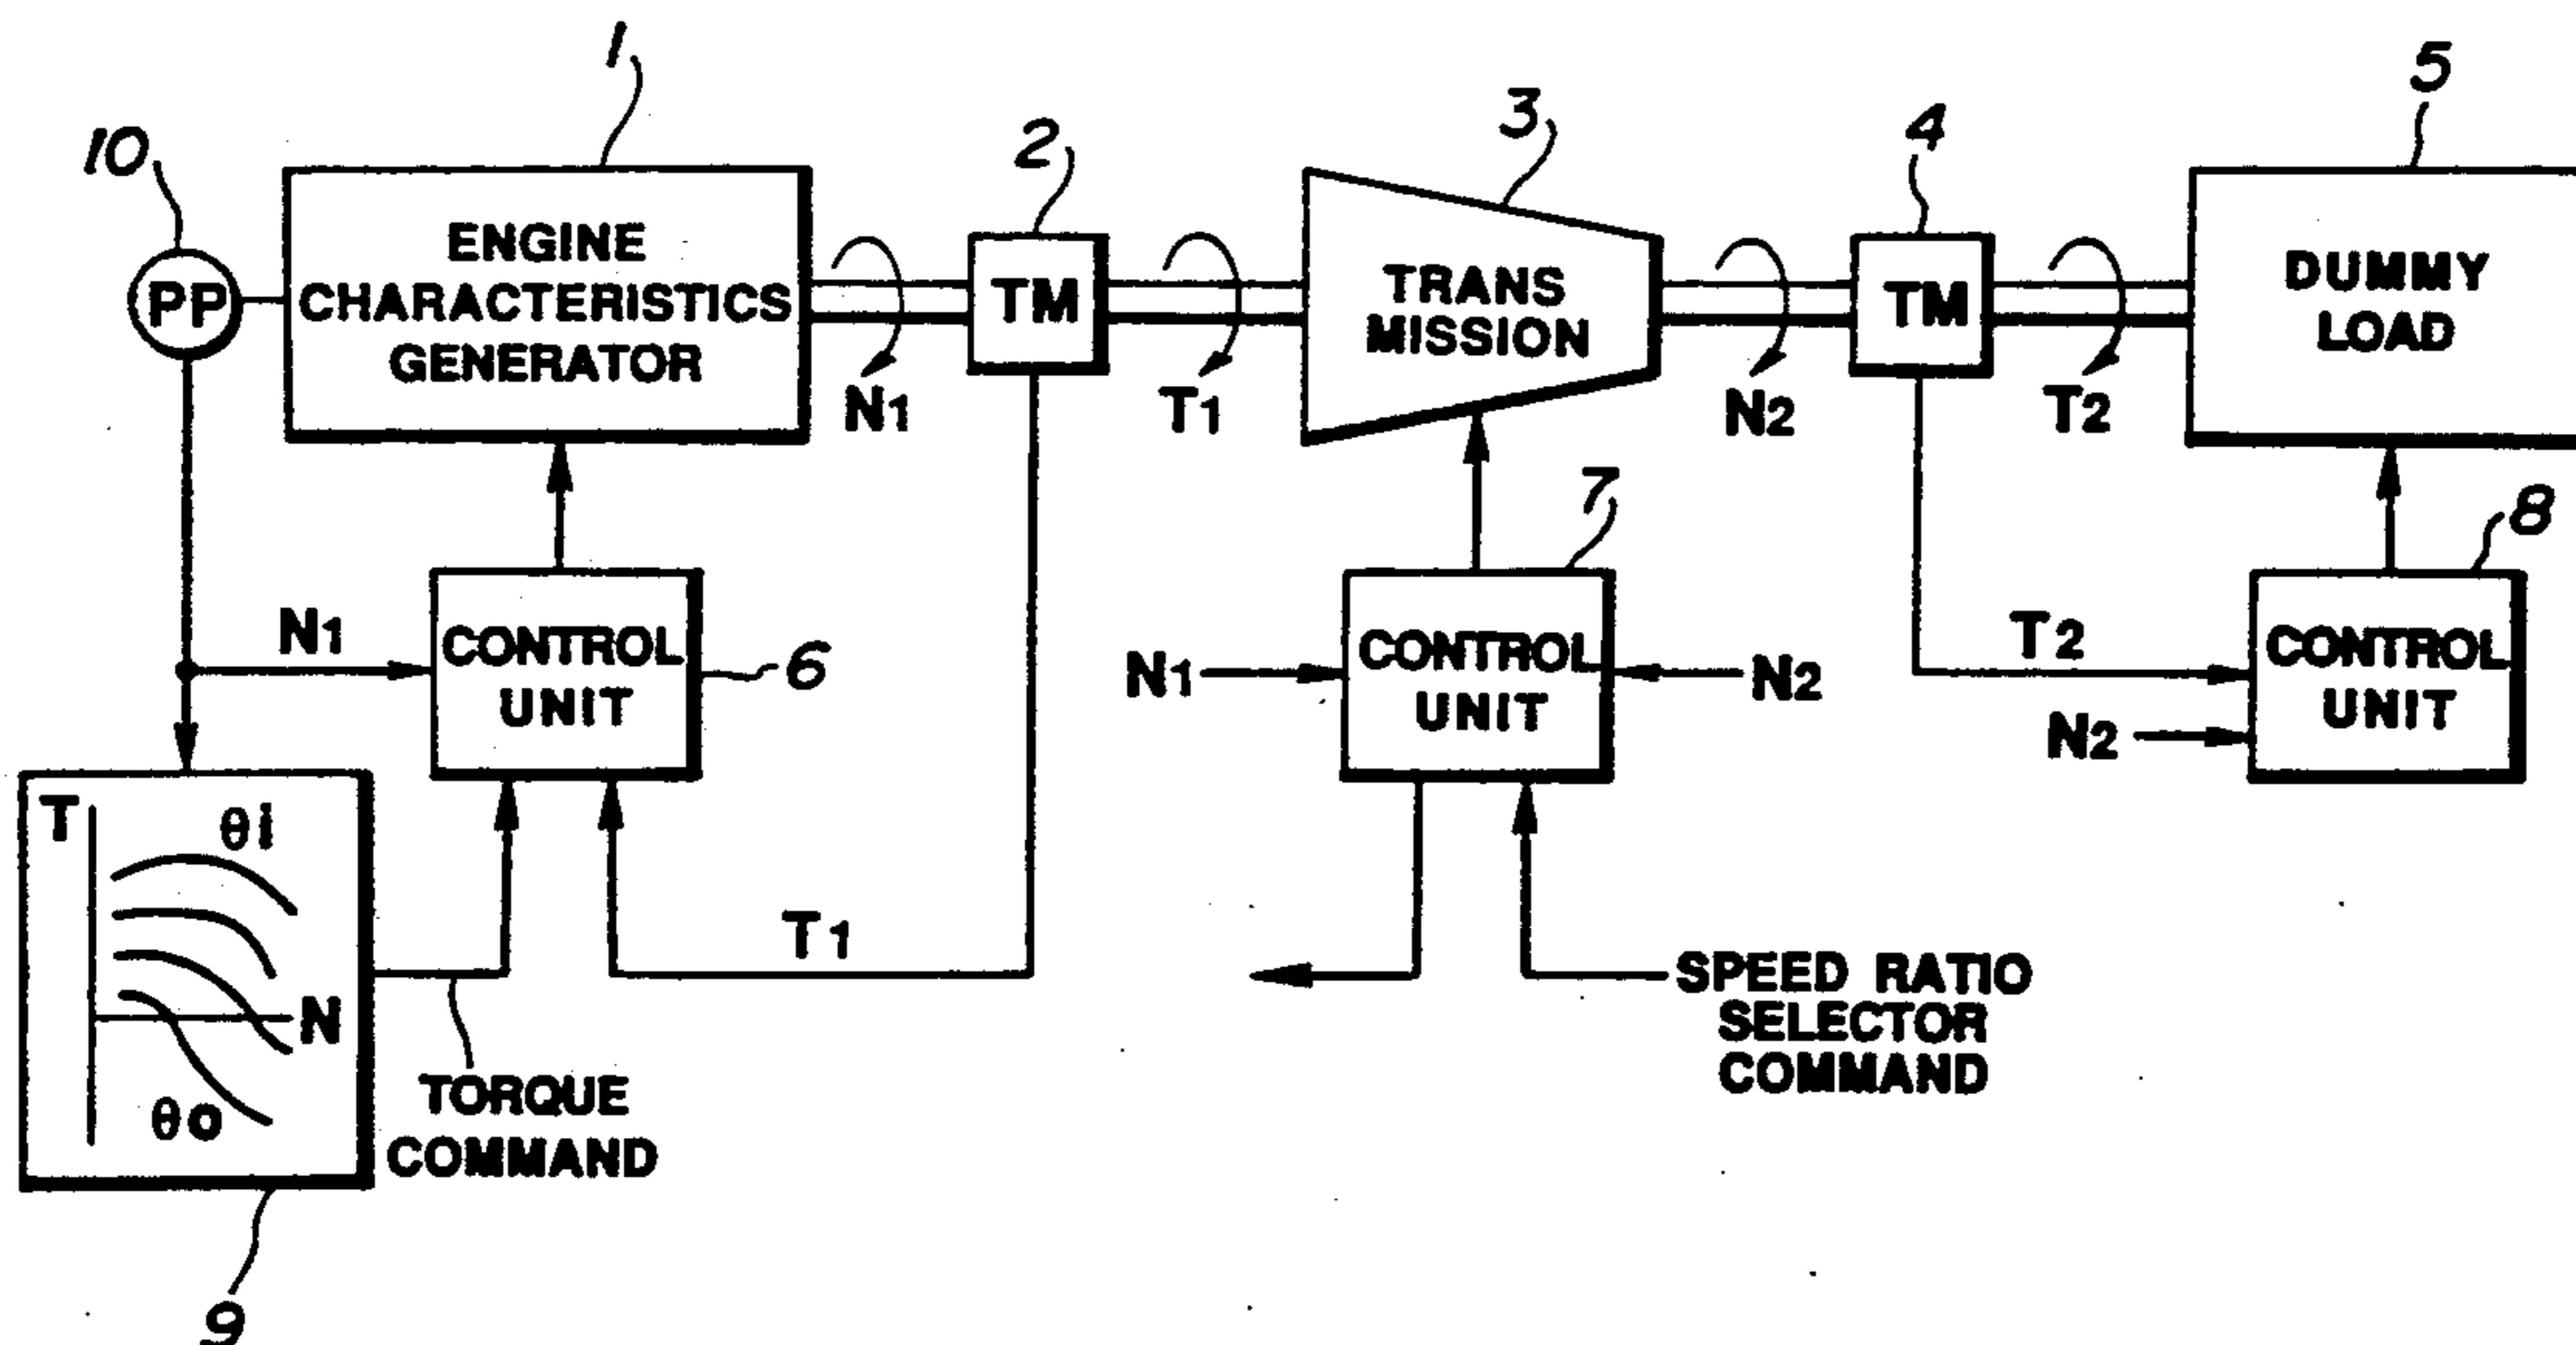 1
2
3
4
5
10
PP
ENGINE
CHARACTERISTICS
GENERATOR
N1
TM
T1
TRANS
MISSION
N2
TM
T2
DUMMY
LOAD
7
8
N1
CONTROL
UNIT
6
N1
CONTROL
UNIT
N2
T2
N2
CONTROL
UNIT
T
θi
N
θo
T1
TORQUE
COMMAND
SPEED RATIO
SELECTOR
COMMAND
9